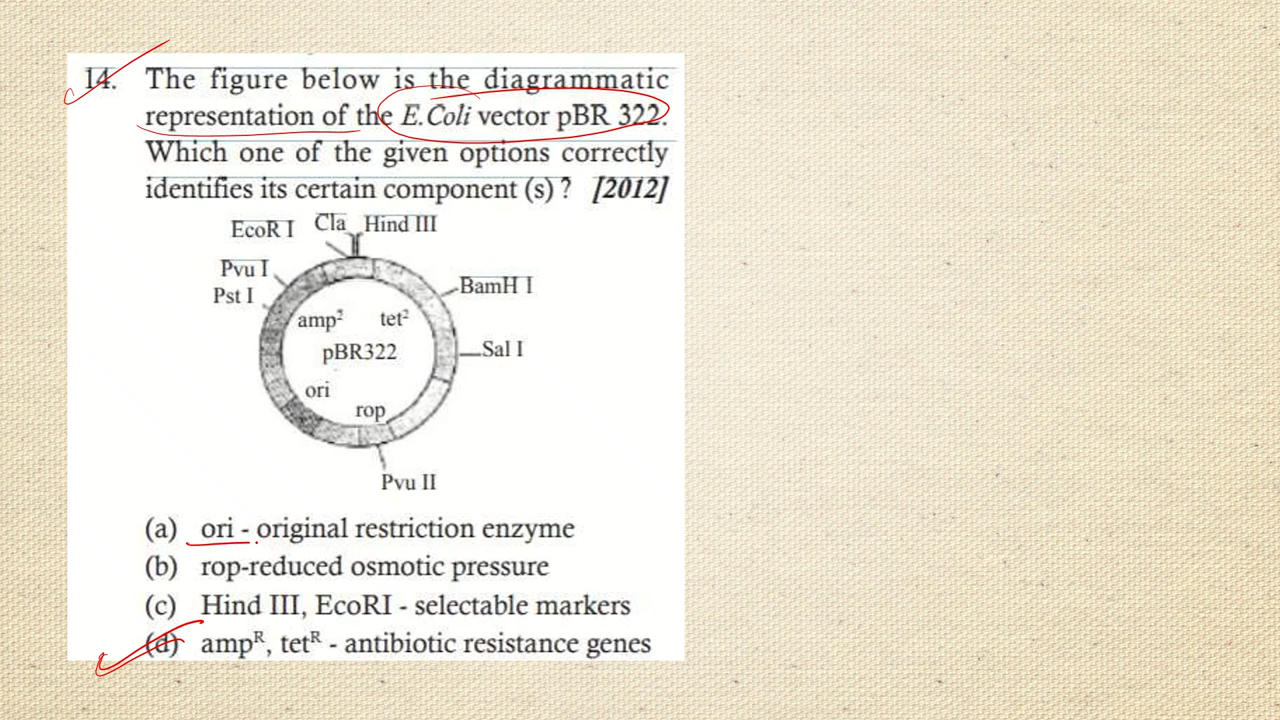 14. The figure below is the diagrammatic
representation of the E.Coli vector pBR 322.
Which one of the given options correctly
identifies its certain component (s) ? [2012]
EcoR I Cla Hind III
Pvu I
Pst I
BamH I
amp² tet²
pBR322
Sal I
ori
rop
Pvu II
(a) ori - original restriction enzyme
(b) rop-reduced osmotic pressure
(c) Hind III, EcoRI - selectable markers
(d) ampᴿ, tetᴿ - antibiotic resistance genes